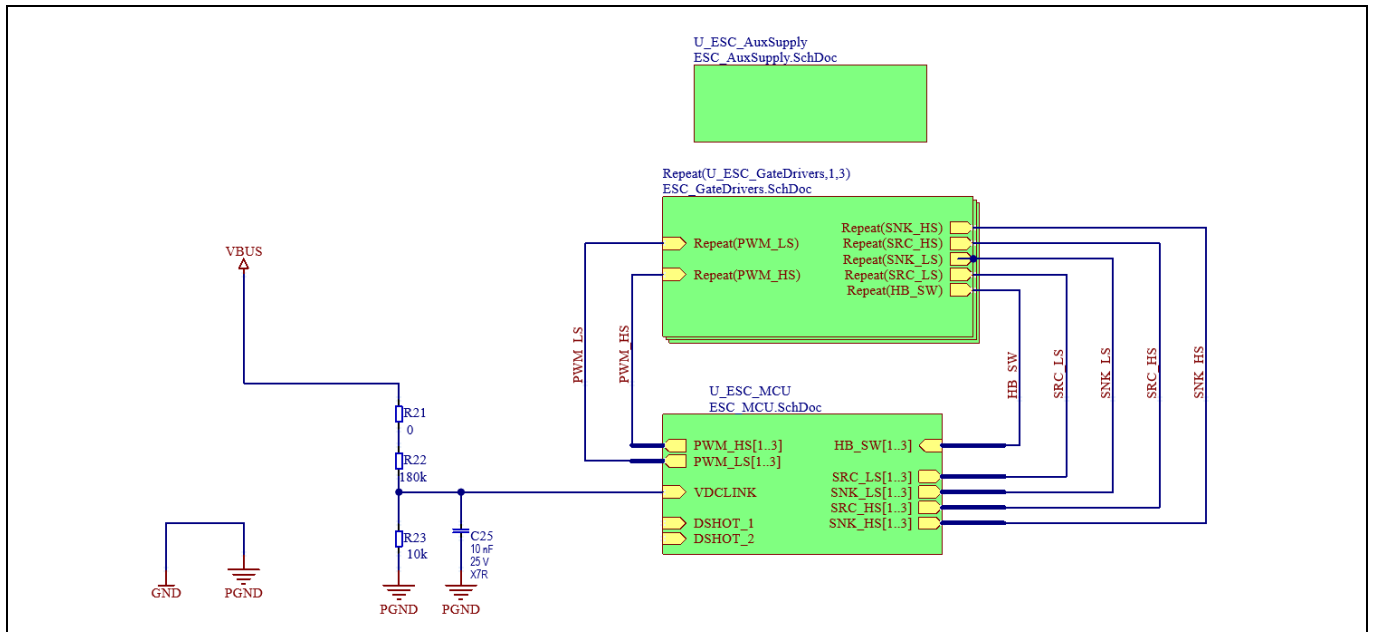 U_ESC_AuxSupply
ESC_AuxSupply.SchDoc
Repeat(U_ESC_GateDrivers,1,3)
ESC_GateDrivers.SchDoc
Repeat(SNK_HS)
Repeat(PWM_LS)
Repeat(SRC_HS)
Repeat(SNK_LS)
Repeat(PWM_HS)
Repeat(SRC_LS)
Repeat(HB_SW)
VBUS
PWM_LS
PWM_HS
HB_SW
SRC_LS
SNK_LS
SRC_HS
SNK_HS
U_ESC_MCU
ESC_MCU.SchDoc
R21
0
R22
180k
PWM_HS[1..3]
HB_SW[1..3]
PWM_LS[1..3]
SRC_LS[1..3]
VDCLINK
SNK_LS[1..3]
SRC_HS[1..3]
DSHOT_1
SNK_HS[1..3]
DSHOT_2
R23
10k
C25
10 nF
25 V
X7R
GND
PGND
PGND
PGND